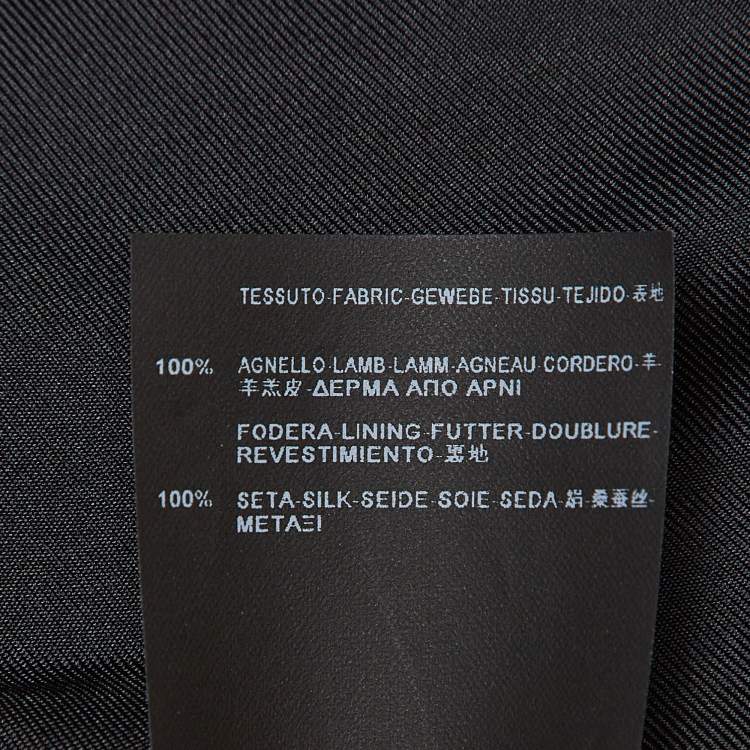 TESSUTO-FABRIC-GEWEBE-TISSU-TEJIDO-表地
100% AGNELLO-LAMB-LAMM-AGNEAU-CORDERO-羊-
羊羔皮-ΔΕΡΜΑ ΑΠΟ ΑΡΝΙ
FODERA-LINING-FUTTER-DOUBLURE-
REVESTIMIENTO-裏地
100% SETA-SILK-SEIDE-SOIE-SEDA-絹-桑蚕丝-
ΜΕΤΑΞΙ